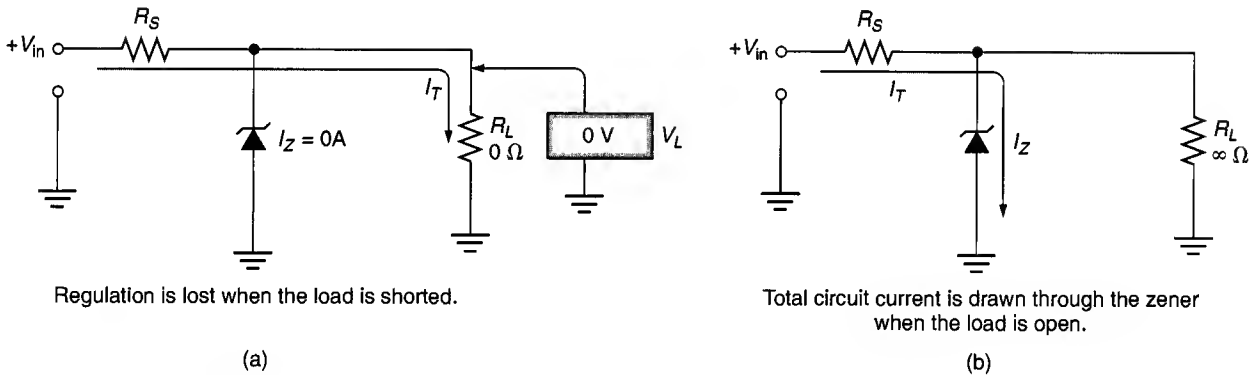 R_S
+V_in
I_T
I_Z = 0A
R_L
0 Ω
0 V
V_L
Regulation is lost when the load is shorted.
(a)
R_S
+V_in
I_T
I_Z
R_L
∞ Ω
Total circuit current is drawn through the zener
when the load is open.
(b)